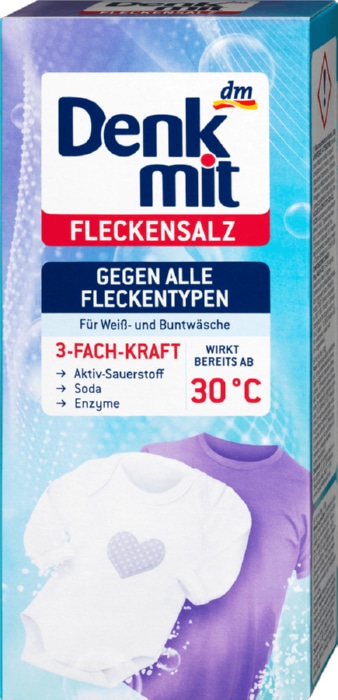 FLECKENSALZ
dm
Denk
mit
FLECKENSALZ
GEGEN ALLE
FLECKENTYPEN
Für Weiß- und Buntwäsche
3-FACH-KRAFT
→ Aktiv-Sauerstoff
→ Soda
→ Enzyme
WIRKT
BEREITS AB
30 °C